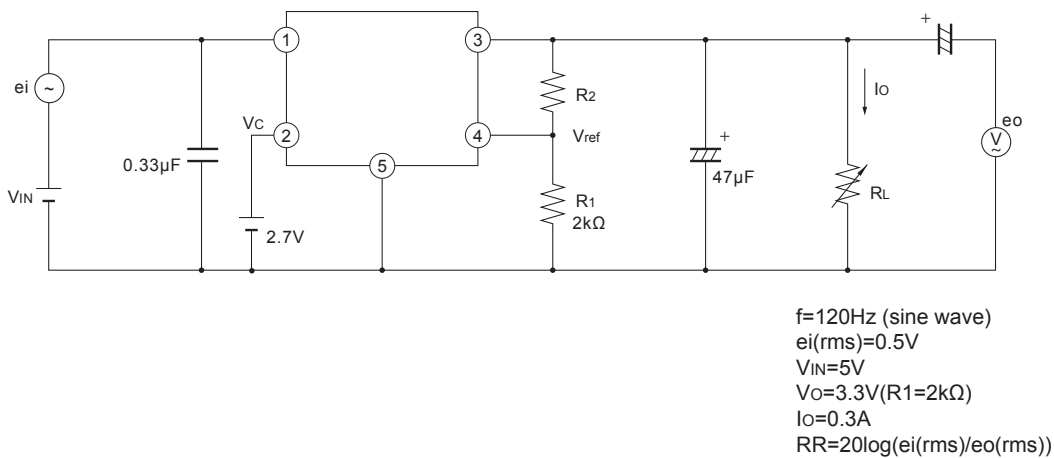 +
1
3
ei
~
R2
IO
VC
2
4
Vref
+
eo
V
~
0.33µF
5
47µF
VIN
2.7V
R1
2kΩ
RL
f=120Hz (sine wave)
ei(rms)=0.5V
VIN=5V
VO=3.3V(R1=2kΩ)
IO=0.3A
RR=20log(ei(rms)/eo(rms))